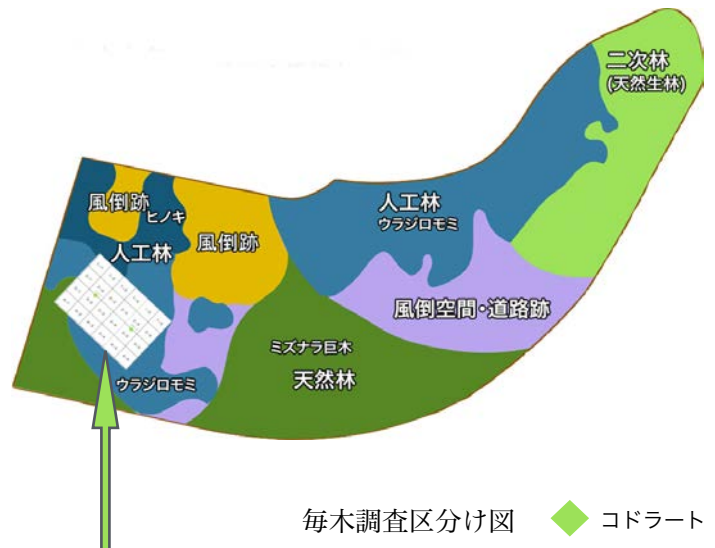 二次林
(天然生林)
風倒跡
ヒノキ
人工林
風倒跡
人工林
ウラジロモミ
風倒空間・道路跡
ミズナラ巨木
天然林
ウラジロモミ
毎木調査区分け図
コドラート